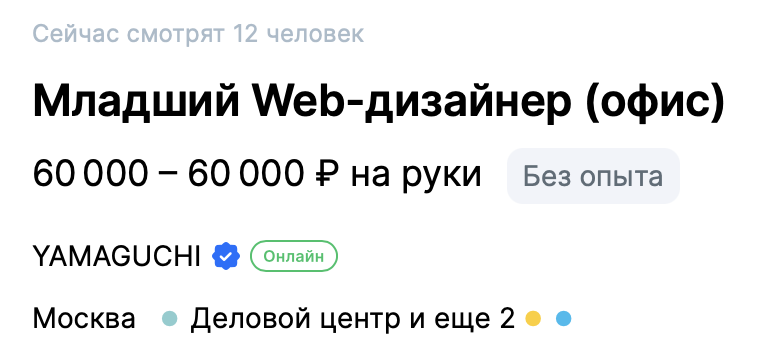 Сейчас смотрят 12 человек
Младший Web-дизайнер (офис)
60 000 – 60 000 ₽ на руки Без опыта
YAMAGUCHI Онлайн
Москва Деловой центр и еще 2